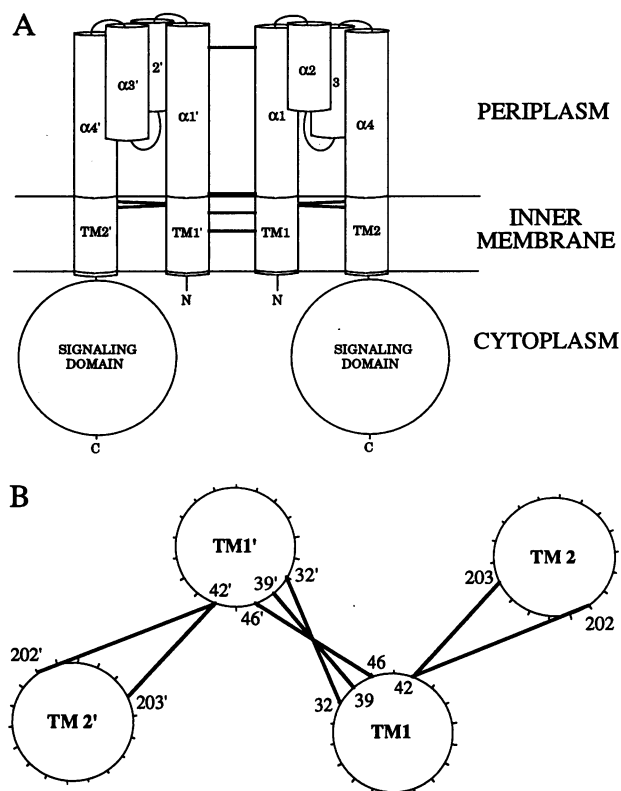 A
α3'
2'
α2
3
α4'
α1'
α1
α4
PERIPLASM
TM2'
TM1'
TM1
TM2
INNER
MEMBRANE
N
N
SIGNALING
DOMAIN
SIGNALING
DOMAIN
CYTOPLASM
C
C
B
TM1'
TM 2
42'
39'
32'
46'
203
202
202'
203'
46
42
32
39
TM 2'
TM1